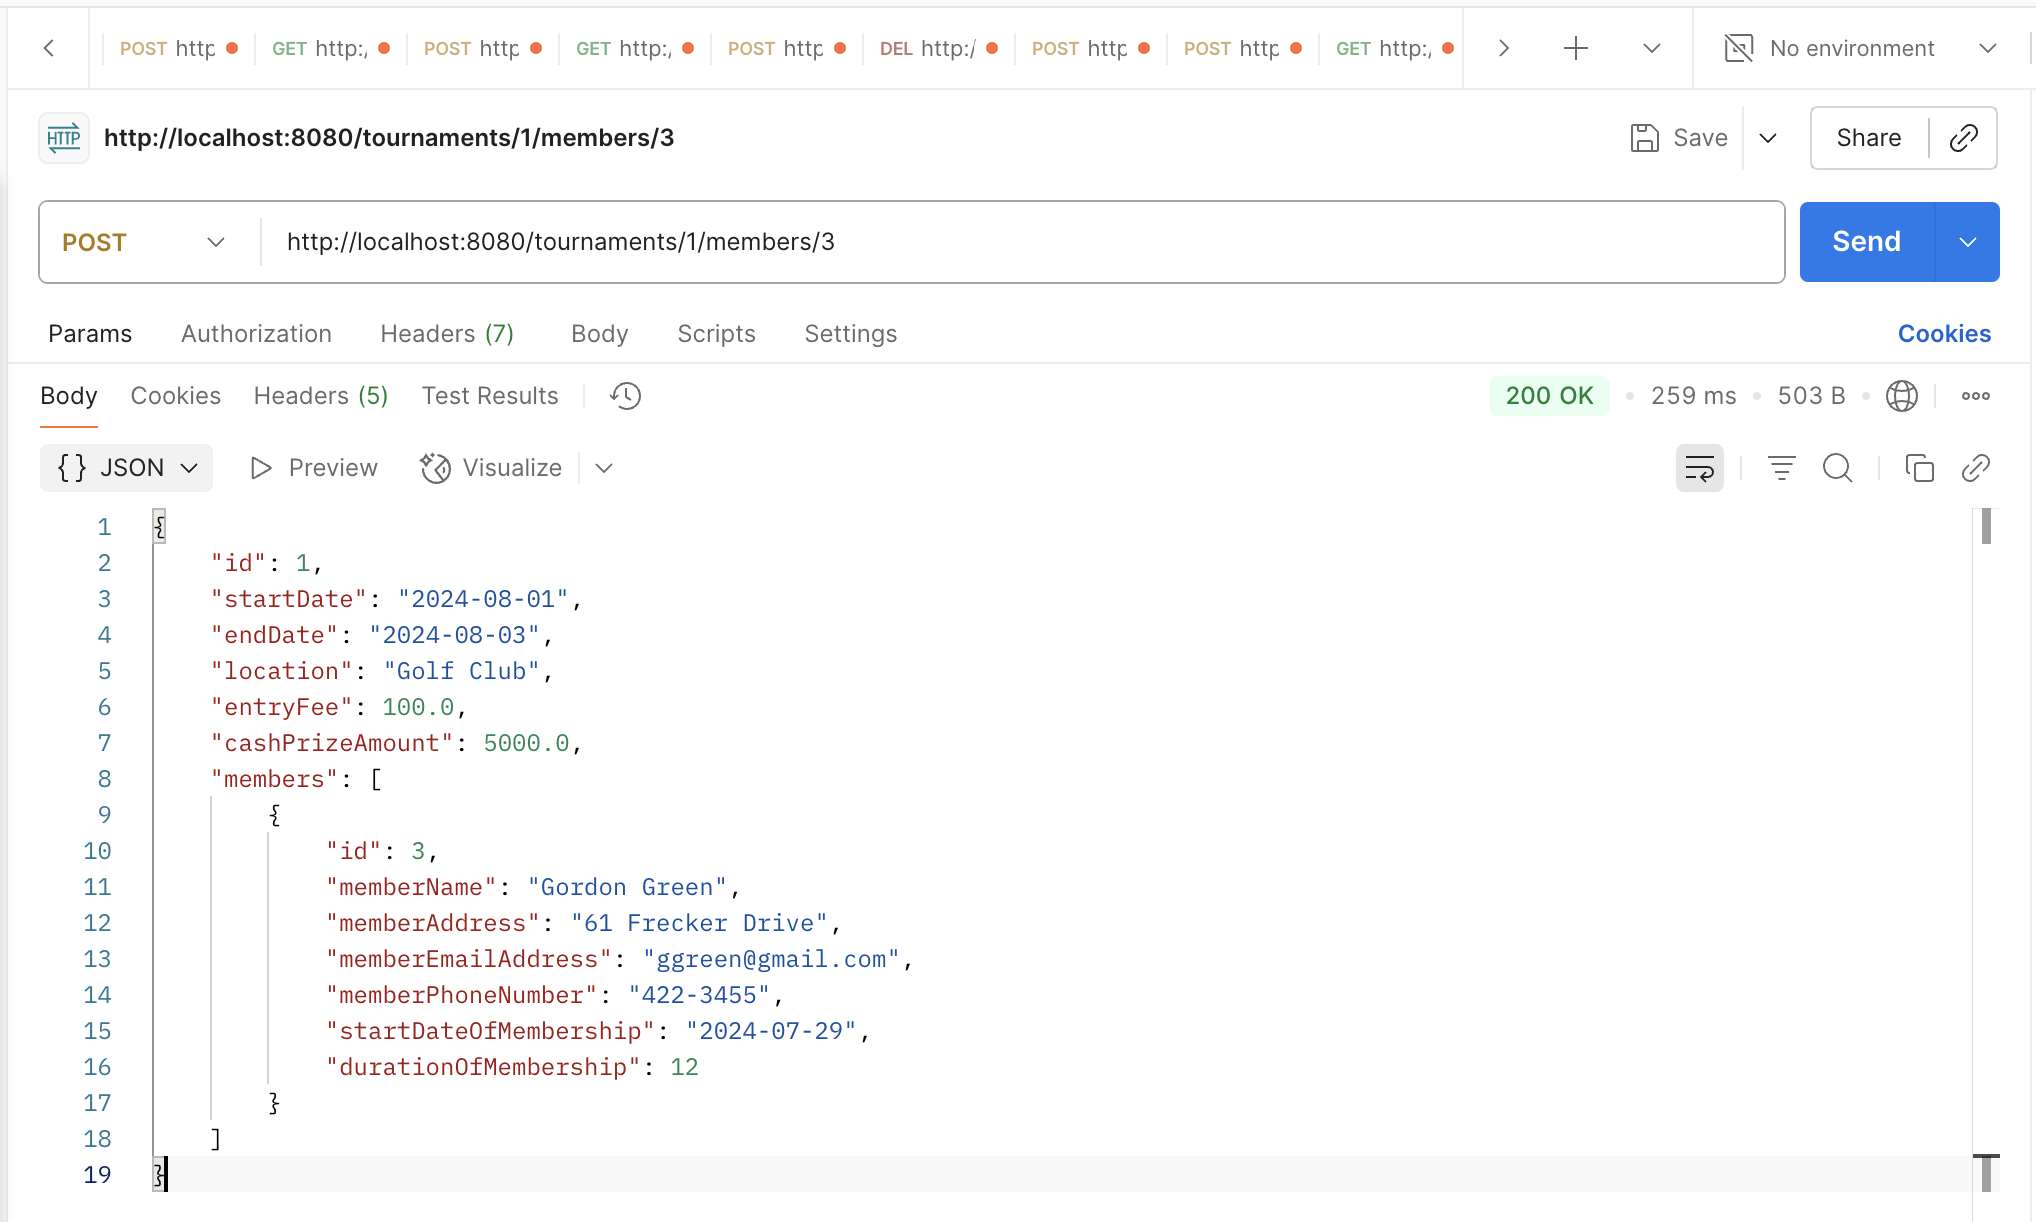 POST http GET http:/ POST http GET http:/ POST http DEL http:/ POST http POST http GET http:/ No environment
HTTP http://localhost:8080/tournaments/1/members/3 Save Share
POST http://localhost:8080/tournaments/1/members/3 Send
Params Authorization Headers (7) Body Scripts Settings Cookies
Body Cookies Headers (5) Test Results 200 OK • 259 ms • 503 B •
{} JSON Preview Visualize
1 {
2 "id": 1,
3 "startDate": "2024-08-01",
4 "endDate": "2024-08-03",
5 "location": "Golf Club",
6 "entryFee": 100.0,
7 "cashPrizeAmount": 5000.0,
8 "members": [
9 {
10 "id": 3,
11 "memberName": "Gordon Green",
12 "memberAddress": "61 Frecker Drive",
13 "memberEmailAddress": "ggreen@gmail.com",
14 "memberPhoneNumber": "422-3455",
15 "startDateOfMembership": "2024-07-29",
16 "durationOfMembership": 12
17 }
18 ]
19 }